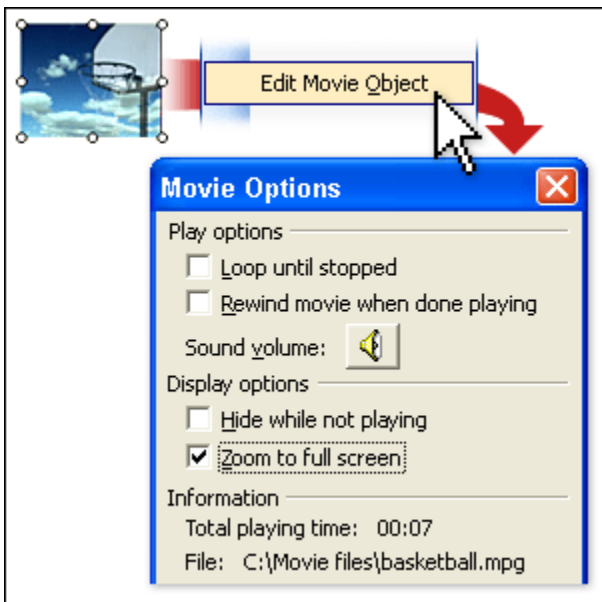 Edit Movie Object
Movie Options
Play options
Loop until stopped
Rewind movie when done playing
Sound volume:
Display options
Hide while not playing
Zoom to full screen
Information
Total playing time: 00:07
File: C:\Movie files\basketball.mpg